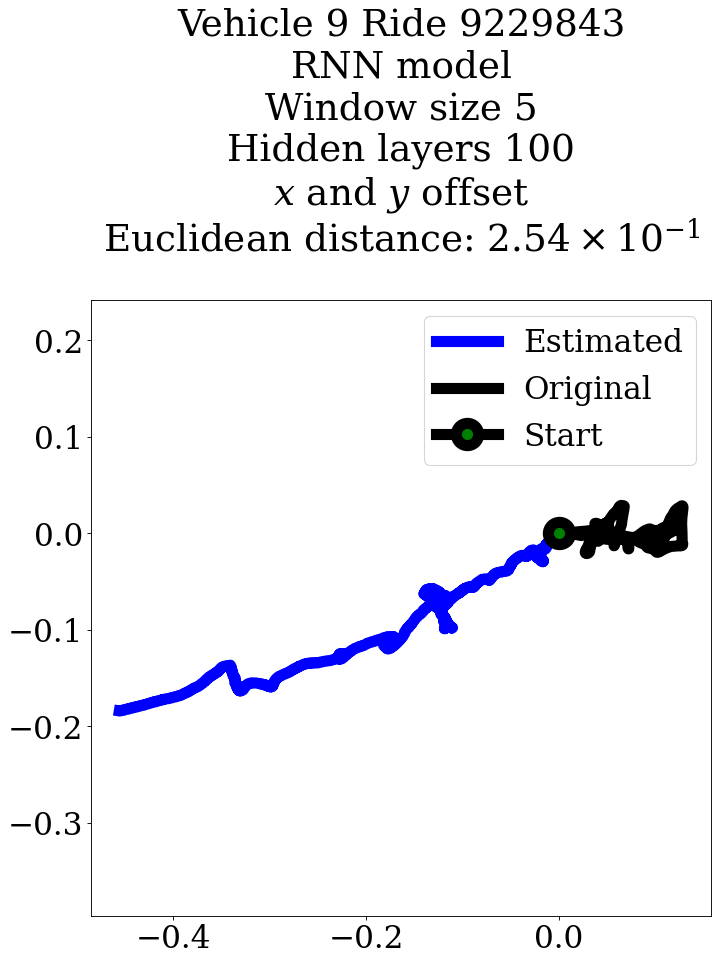 Vehicle 9 Ride 9229843
RNN model
Window size 5
Hidden layers 100
x and y offset
Euclidean distance: 2.54 × 10⁻¹
Estimated
Original
Start
0.2
0.1
0.0
−0.1
−0.2
−0.3
−0.4 −0.2 0.0